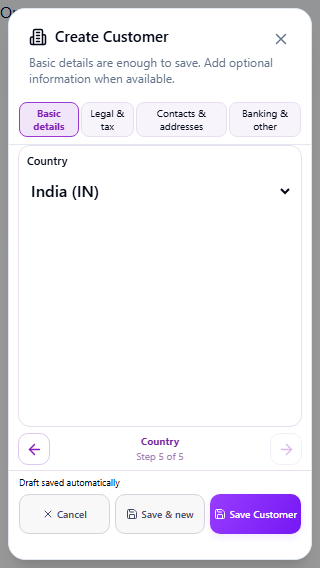 Or
Create Customer
Basic details are enough to save. Add optional
information when available.
Basic
details
Legal &
tax
Contacts &
addresses
Banking &
other
Country
India (IN)
Country
Step 5 of 5
Draft saved automatically
Cancel
Save & new
Save Customer